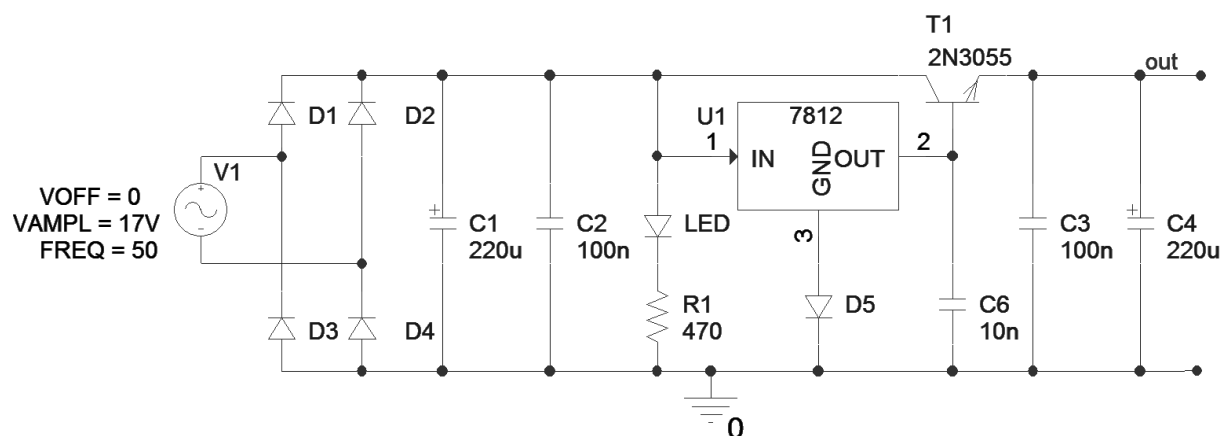 T1
2N3055
out
D1
D2
U1
7812
1
2
IN
GND
OUT
V1
VOFF = 0
VAMPL = 17V
FREQ = 50
+
-
+
C1
220u
C2
100n
LED
3
C3
100n
+
C4
220u
D3
D4
R1
470
D5
C6
10n
0